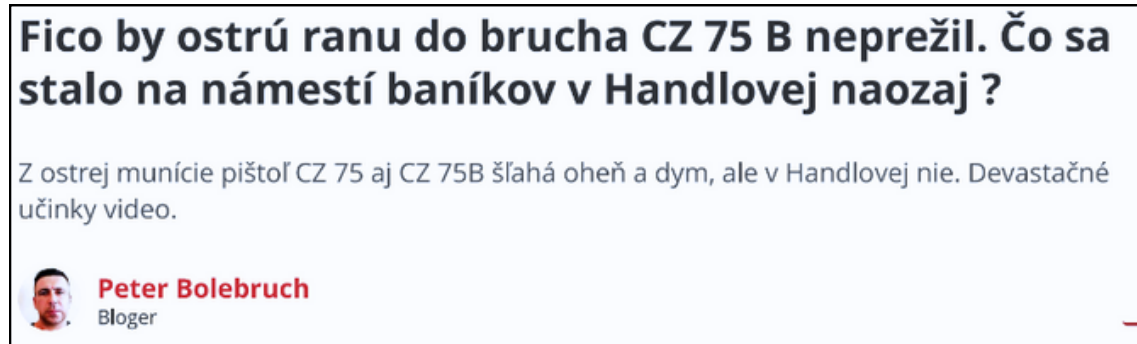 Fico by ostrú ranu do brucha CZ 75 B neprežil. Čo sa
stalo na námestí baníkov v Handlovej naozaj ?
Z ostrej munície pištoľ CZ 75 aj CZ 75B šľahá oheň a dym, ale v Handlovej nie. Devastačné
učinky video.
Peter Bolebruch
Bloger